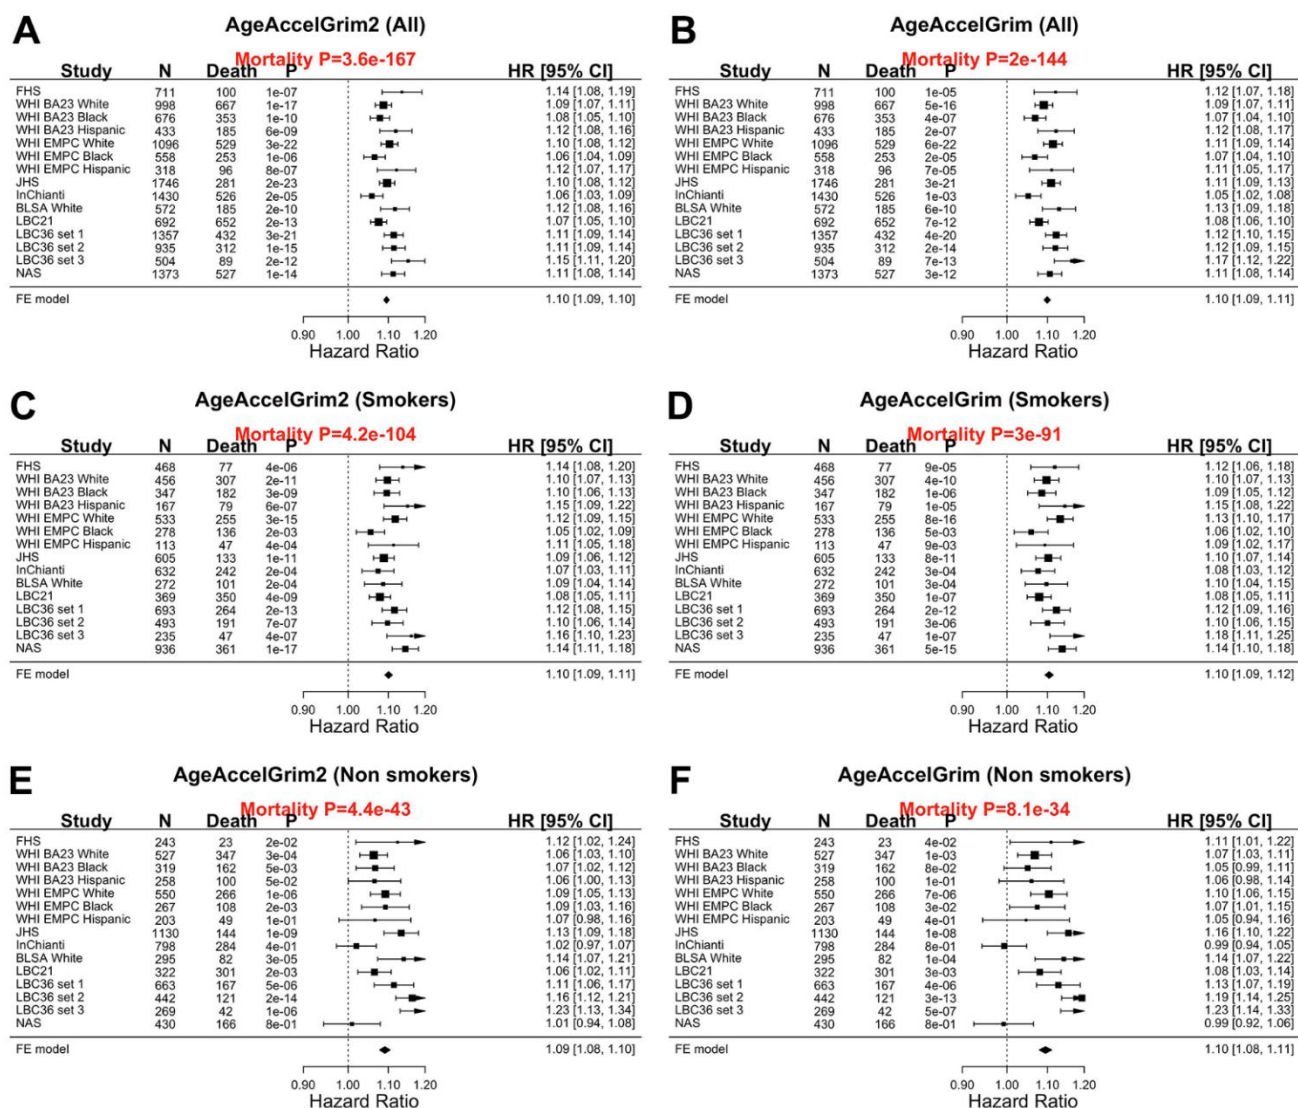 A
AgeAccelGrim2 (All)
Mortality P=3.6e-167
Study N Death P HR [95% CI]
FHS 711 100 1e-07 1.14 [1.08, 1.19]
WHI BA23 White 998 667 1e-17 1.09 [1.07, 1.11]
WHI BA23 Black 676 353 1e-10 1.08 [1.05, 1.10]
WHI BA23 Hispanic 433 185 6e-09 1.12 [1.08, 1.16]
WHI EMPC White 1096 529 3e-22 1.10 [1.08, 1.12]
WHI EMPC Black 558 253 1e-06 1.06 [1.04, 1.09]
WHI EMPC Hispanic 318 96 8e-07 1.12 [1.07, 1.17]
JHS 1746 281 2e-23 1.10 [1.08, 1.12]
InChianti 1430 526 2e-05 1.06 [1.03, 1.09]
BLSA White 572 185 2e-10 1.12 [1.08, 1.16]
LBC21 692 652 2e-13 1.07 [1.05, 1.10]
LBC36 set 1 1357 432 3e-21 1.11 [1.09, 1.14]
LBC36 set 2 935 312 1e-15 1.11 [1.09, 1.14]
LBC36 set 3 504 89 2e-12 1.15 [1.11, 1.20]
NAS 1373 527 1e-14 1.11 [1.08, 1.14]
FE model 1.10 [1.09, 1.10]
0.90 1.00 1.10 1.20
Hazard Ratio
B
AgeAccelGrim (All)
Mortality P=2e-144
Study N Death P HR [95% CI]
FHS 711 100 1e-05 1.12 [1.07, 1.18]
WHI BA23 White 998 667 5e-16 1.09 [1.07, 1.11]
WHI BA23 Black 676 353 4e-07 1.07 [1.04, 1.10]
WHI BA23 Hispanic 433 185 2e-07 1.12 [1.08, 1.17]
WHI EMPC White 1096 529 6e-22 1.11 [1.09, 1.14]
WHI EMPC Black 558 253 2e-05 1.07 [1.04, 1.10]
WHI EMPC Hispanic 318 96 7e-05 1.11 [1.05, 1.17]
JHS 1746 281 3e-21 1.11 [1.09, 1.13]
InChianti 1430 526 1e-03 1.05 [1.02, 1.08]
BLSA White 572 185 6e-10 1.13 [1.09, 1.18]
LBC21 692 652 7e-12 1.08 [1.06, 1.10]
LBC36 set 1 1357 432 4e-20 1.12 [1.10, 1.15]
LBC36 set 2 935 312 2e-14 1.12 [1.09, 1.15]
LBC36 set 3 504 89 7e-13 1.17 [1.12, 1.22]
NAS 1373 527 3e-12 1.11 [1.08, 1.14]
FE model 1.10 [1.09, 1.11]
0.90 1.00 1.10 1.20
Hazard Ratio
C
AgeAccelGrim2 (Smokers)
Mortality P=4.2e-104
Study N Death P HR [95% CI]
FHS 468 77 4e-06 1.14 [1.08, 1.20]
WHI BA23 White 456 307 2e-11 1.10 [1.07, 1.13]
WHI BA23 Black 347 182 3e-09 1.10 [1.06, 1.13]
WHI BA23 Hispanic 167 79 6e-07 1.15 [1.09, 1.22]
WHI EMPC White 533 255 3e-15 1.12 [1.09, 1.15]
WHI EMPC Black 278 136 2e-03 1.05 [1.02, 1.09]
WHI EMPC Hispanic 113 47 4e-04 1.11 [1.05, 1.18]
JHS 605 133 1e-11 1.09 [1.06, 1.12]
InChianti 632 242 2e-04 1.07 [1.03, 1.11]
BLSA White 272 101 2e-04 1.09 [1.04, 1.14]
LBC21 369 350 4e-09 1.08 [1.05, 1.11]
LBC36 set 1 693 264 2e-13 1.12 [1.08, 1.15]
LBC36 set 2 493 191 7e-07 1.10 [1.06, 1.14]
LBC36 set 3 235 47 4e-07 1.16 [1.10, 1.23]
NAS 936 361 1e-17 1.14 [1.11, 1.18]
FE model 1.10 [1.09, 1.11]
0.90 1.00 1.10 1.20
Hazard Ratio
D
AgeAccelGrim (Smokers)
Mortality P=3e-91
Study N Death P HR [95% CI]
FHS 468 77 9e-05 1.12 [1.06, 1.18]
WHI BA23 White 456 307 4e-10 1.10 [1.07, 1.13]
WHI BA23 Black 347 182 1e-06 1.09 [1.05, 1.12]
WHI BA23 Hispanic 167 79 1e-05 1.15 [1.08, 1.22]
WHI EMPC White 533 255 8e-16 1.13 [1.10, 1.17]
WHI EMPC Black 278 136 5e-03 1.06 [1.02, 1.10]
WHI EMPC Hispanic 113 47 9e-03 1.09 [1.02, 1.17]
JHS 605 133 8e-11 1.10 [1.07, 1.14]
InChianti 632 242 3e-04 1.08 [1.03, 1.12]
BLSA White 272 101 3e-04 1.10 [1.04, 1.15]
LBC21 369 350 1e-07 1.08 [1.05, 1.11]
LBC36 set 1 693 264 2e-12 1.12 [1.09, 1.16]
LBC36 set 2 493 191 3e-06 1.10 [1.06, 1.15]
LBC36 set 3 235 47 1e-07 1.18 [1.11, 1.25]
NAS 936 361 5e-15 1.14 [1.10, 1.18]
FE model 1.10 [1.09, 1.12]
0.90 1.00 1.10 1.20
Hazard Ratio
E
AgeAccelGrim2 (Non smokers)
Mortality P=4.4e-43
Study N Death P HR [95% CI]
FHS 243 23 2e-02 1.12 [1.02, 1.24]
WHI BA23 White 527 347 3e-04 1.06 [1.03, 1.10]
WHI BA23 Black 319 162 5e-03 1.07 [1.02, 1.12]
WHI BA23 Hispanic 258 100 5e-02 1.06 [1.00, 1.13]
WHI EMPC White 550 266 1e-06 1.09 [1.05, 1.13]
WHI EMPC Black 267 108 2e-03 1.09 [1.03, 1.16]
WHI EMPC Hispanic 203 49 1e-01 1.07 [0.98, 1.16]
JHS 1130 144 1e-09 1.13 [1.09, 1.18]
InChianti 798 284 4e-01 1.02 [0.97, 1.07]
BLSA White 295 82 3e-05 1.14 [1.07, 1.21]
LBC21 322 301 2e-03 1.06 [1.02, 1.11]
LBC36 set 1 663 167 5e-06 1.11 [1.06, 1.17]
LBC36 set 2 442 121 2e-14 1.16 [1.12, 1.21]
LBC36 set 3 269 42 1e-06 1.23 [1.13, 1.34]
NAS 430 166 8e-01 1.01 [0.94, 1.08]
FE model 1.09 [1.08, 1.10]
0.90 1.00 1.10 1.20
Hazard Ratio
F
AgeAccelGrim (Non smokers)
Mortality P=8.1e-34
Study N Death P HR [95% CI]
FHS 243 23 4e-02 1.11 [1.01, 1.22]
WHI BA23 White 527 347 1e-03 1.07 [1.03, 1.11]
WHI BA23 Black 319 162 8e-02 1.05 [0.99, 1.11]
WHI BA23 Hispanic 258 100 1e-01 1.06 [0.98, 1.14]
WHI EMPC White 550 266 7e-06 1.10 [1.06, 1.15]
WHI EMPC Black 267 108 3e-02 1.07 [1.01, 1.15]
WHI EMPC Hispanic 203 49 4e-01 1.05 [0.94, 1.16]
JHS 1130 144 1e-08 1.16 [1.10, 1.22]
InChianti 798 284 8e-01 0.99 [0.94, 1.05]
BLSA White 295 82 1e-04 1.14 [1.07, 1.22]
LBC21 322 301 3e-03 1.08 [1.03, 1.14]
LBC36 set 1 663 167 4e-06 1.13 [1.07, 1.19]
LBC36 set 2 442 121 3e-13 1.19 [1.14, 1.25]
LBC36 set 3 269 42 5e-07 1.23 [1.14, 1.33]
NAS 430 166 8e-01 0.99 [0.92, 1.06]
FE model 1.10 [1.08, 1.11]
0.90 1.00 1.10 1.20
Hazard Ratio